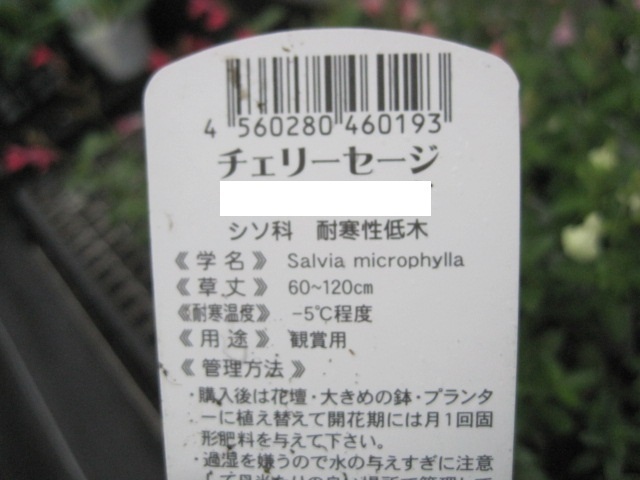 4 560280 460193
チェリーセージ
シソ科 耐寒性低木
《学名》 Salvia microphylla
《草丈》 60~120cm
《耐寒温度》 -5℃程度
《用途》 観賞用
《管理方法》
・購入後は花壇・大きめの鉢・プランタ
ーに植え替えて開花期には月1回固
形肥料を与えて下さい。
・過湿を嫌うので水の与えすぎに注意